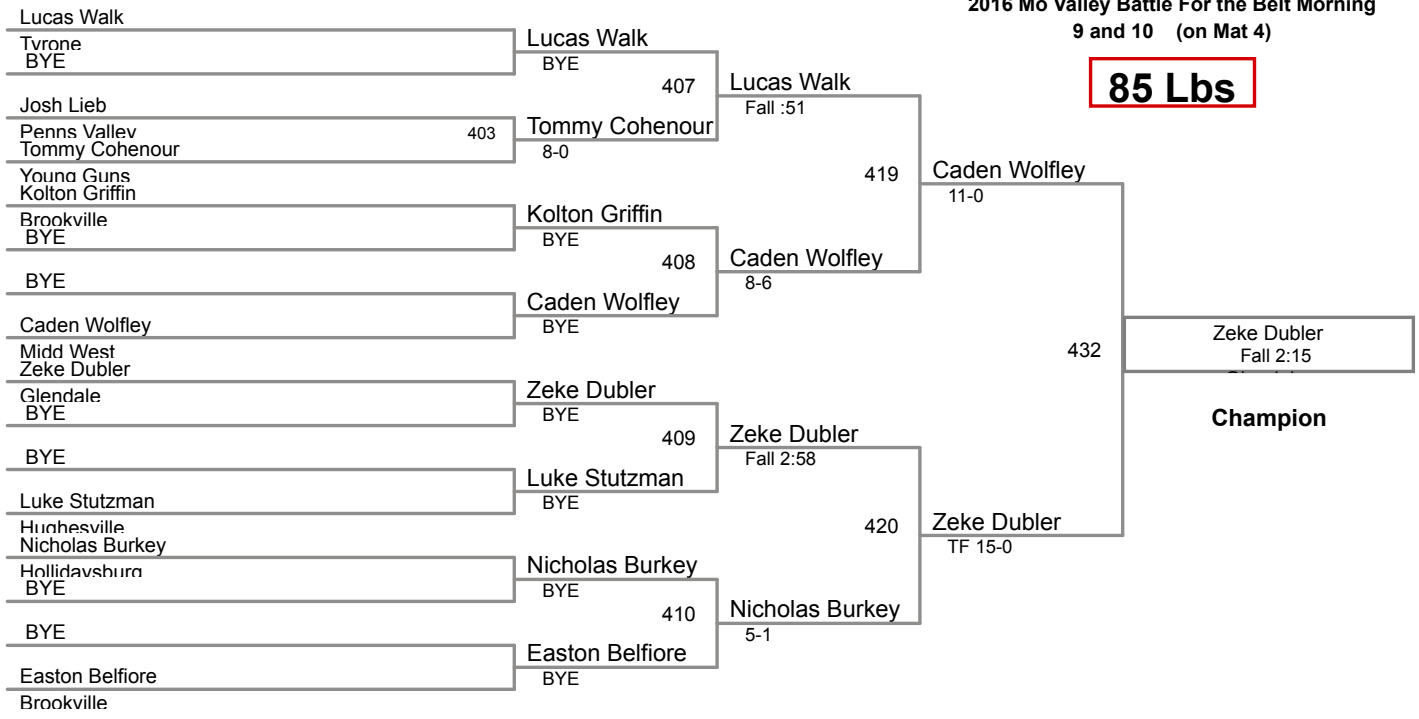 2016 Mo Valley Battle For the Belt Morning
9 and 10 (on Mat 4)
85 Lbs
Lucas Walk
Tyrone
BYE
Josh Lieb
Penns Valley
Tommy Cohenour
Young Guns
Kolton Griffin
Brookville
BYE
BYE
Caden Wolfley
Midd West
Zeke Dubler
Glendale
BYE
BYE
Luke Stutzman
Hughesville
Nicholas Burkey
Hollidaysburg
BYE
BYE
Easton Belfiore
Brookville
403
Lucas Walk
BYE
407
Tommy Cohenour
8-0
Kolton Griffin
BYE
408
Caden Wolfley
BYE
Zeke Dubler
BYE
409
Luke Stutzman
BYE
Nicholas Burkey
BYE
410
Easton Belfiore
BYE
Lucas Walk
Fall :51
419
Caden Wolfley
8-6
Zeke Dubler
Fall 2:58
420
Nicholas Burkey
5-1
Caden Wolfley
11-0
432
Zeke Dubler
TF 15-0
Zeke Dubler
Fall 2:15
Champion